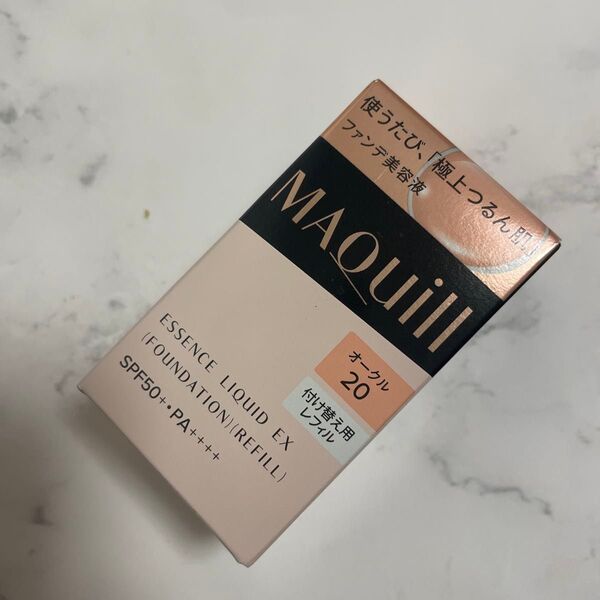 使うたび、「極上つるん肌」
ファンデ美容液
MAQuill
ESSENCE LIQUID EX
(FOUNDATION)(REFILL)
SPF50+•PA++++
オークル
20
付け替え用
レフィル